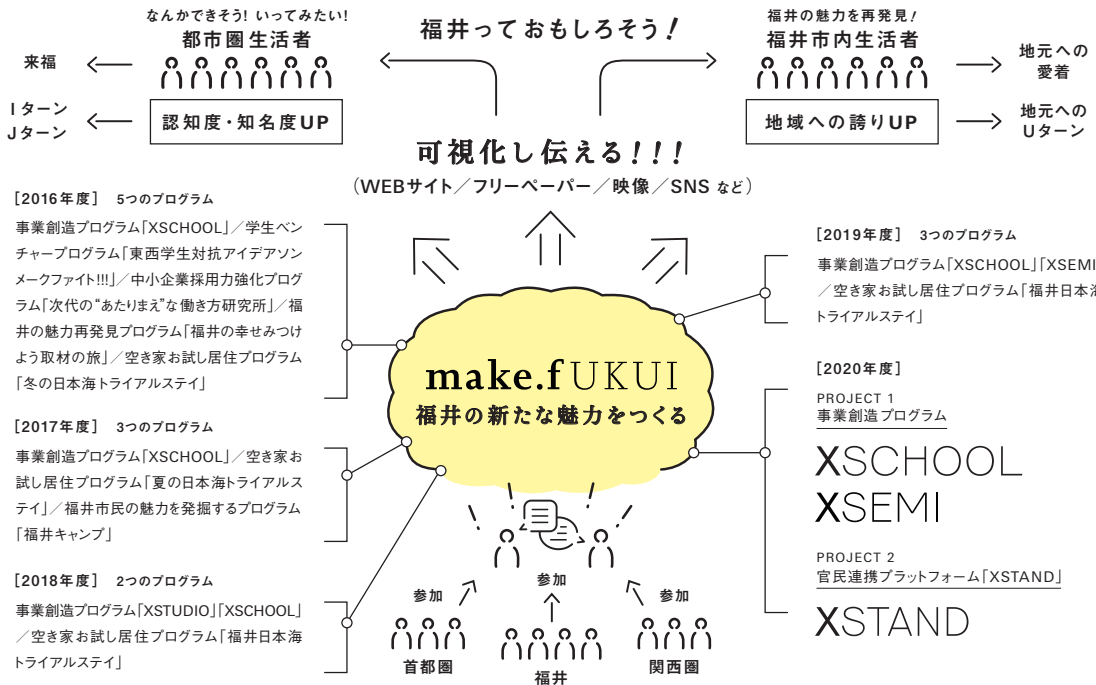 なんかできそう! いってみたい!
都市圏生活者
来福
Iターン
Jターン
認知度・知名度UP
福井っておもしろそう!
福井の魅力を再発見!
福井市内生活者
地元への
愛着
地域への誇りUP
地元への
Uターン
可視化し伝える!!!
(WEBサイト/フリーペーパー/映像/SNS など)
[2016年度] 5つのプログラム
事業創造プログラム「XSCHOOL」/学生ベン
チャープログラム「東西学生対抗アイデアソン
メークファイト!!!」/中小企業採用力強化プログ
ラム「次代の“あたりまえ”な働き方研究所」/福
井の魅力再発見プログラム「福井の幸せみつけ
よう取材の旅」/空き家お試し居住プログラム
「冬の日本海トライアルステイ」
[2017年度] 3つのプログラム
事業創造プログラム「XSCHOOL」/空き家お
試し居住プログラム「夏の日本海トライアルス
テイ」/福井市民の魅力を発掘するプログラム
「福井キャンプ」
[2018年度] 2つのプログラム
事業創造プログラム「XSTUDIO」「XSCHOOL」
/空き家お試し居住プログラム「福井日本海
トライアルステイ」
make.fUKUI
福井の新たな魅力をつくる
参加
参加
参加
首都圏
福井
関西圏
[2019年度] 3つのプログラム
事業創造プログラム「XSCHOOL」「XSEMI
/空き家お試し居住プログラム「福井日本
トライアルステイ」
[2020年度]
PROJECT 1
事業創造プログラム
XSCHOOL
XSEMI
PROJECT 2
官民連携プラットフォーム「XSTAND」
XSTAND